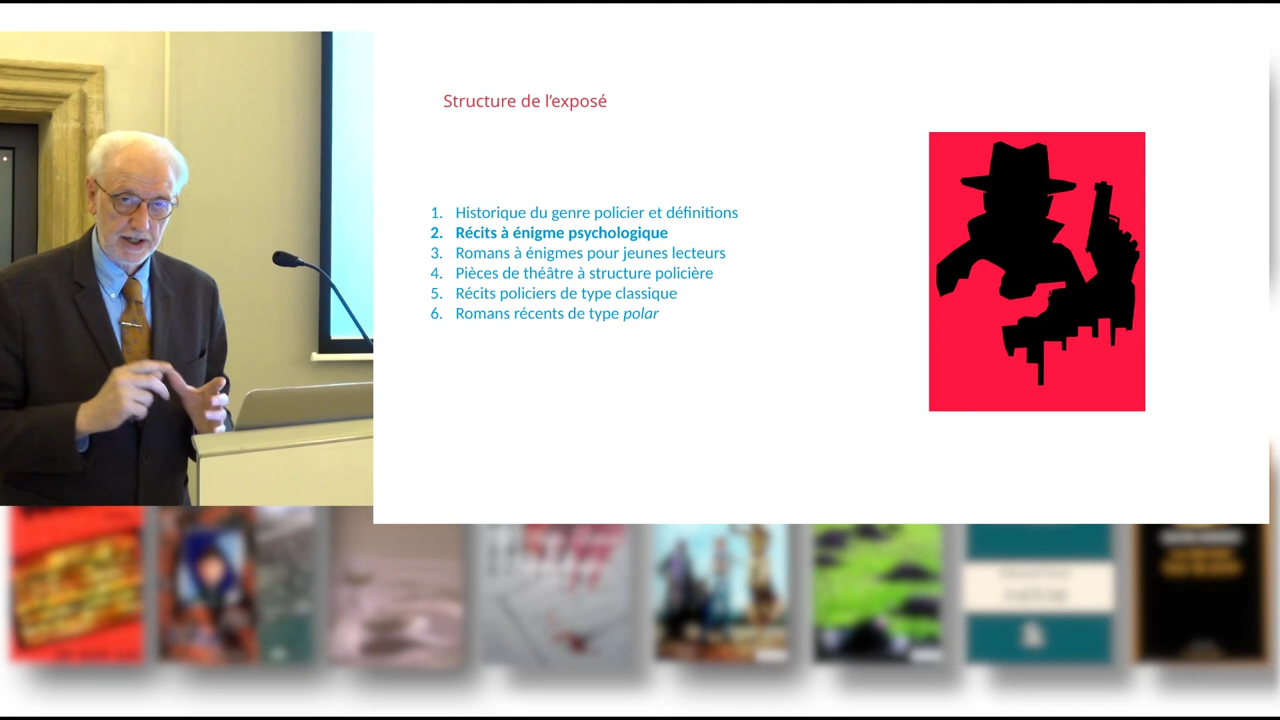 Structure de l'exposé
1. Historique du genre policier et définitions
2. Récits à énigme psychologique
3. Romans à énigmes pour jeunes lecteurs
4. Pièces de théâtre à structure policière
5. Récits policiers de type classique
6. Romans récents de type polar